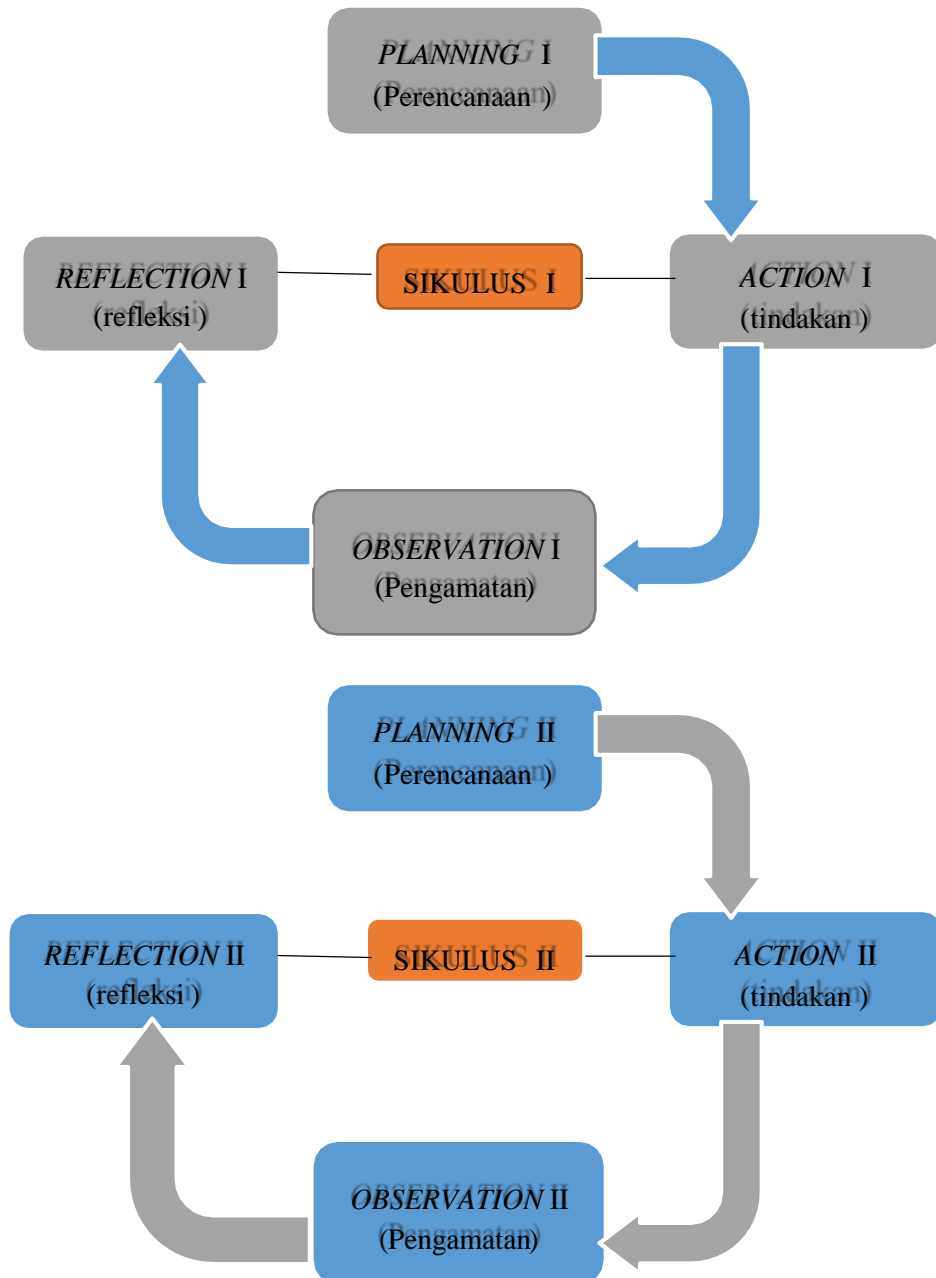 PLANNING I
(Perencanaan )
REFLECTION I
(refleksi )
SIKULUS I
ACTION I
(tindakan )
OBSERVATION I
(Pengamatan)
PLANNING II
(Perencanaan )
REFLECTION II
(refleksi )
SIKULUS II
ACTION II
(tindakan )
OBSERVATION II
(Pengamatan)